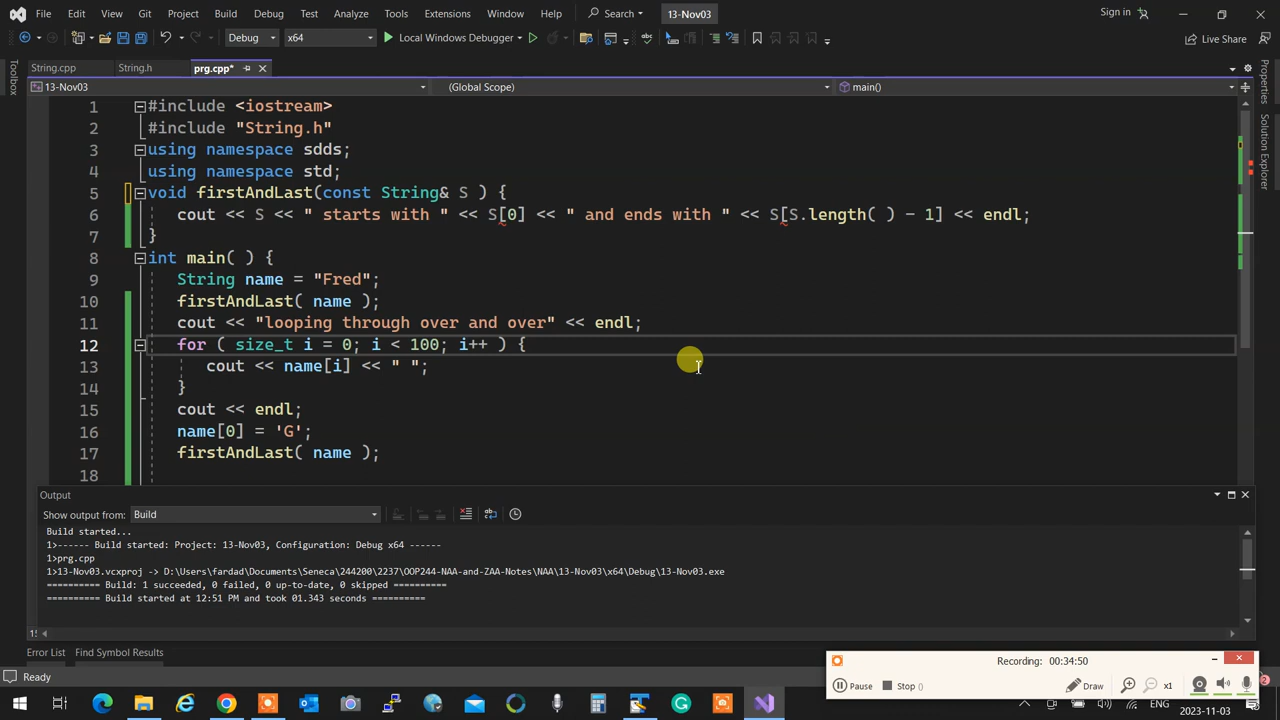 File Edit View Git Project Build Debug Test Analyze Tools Extensions Window Help Search 13-Nov03 Sign in
Debug x64 Local Windows Debugger Live Share
String.cpp String.h prg.cpp*
13-Nov03 (Global Scope) main()
Toolbox
Properties
Solution Explorer
1 #include <iostream>
2 #include "String.h"
3 using namespace sdds;
4 using namespace std;
5 void firstAndLast(const String& S ) {
6 cout << S << " starts with " << S[0] << " and ends with " << S[S.length( ) - 1] << endl;
7 }
8 int main( ) {
9 String name = "Fred";
10 firstAndLast( name );
11 cout << "looping through over and over" << endl;
12 for ( size_t i = 0; i < 100; i++ ) {
13 cout << name[i] << " ";
14 }
15 cout << endl;
16 name[0] = 'G';
17 firstAndLast( name );
18
Output
Show output from: Build
Build started...
1>------ Build started: Project: 13-Nov03, Configuration: Debug x64 ------
1>prg.cpp
1>13-Nov03.vcxproj -> D:\Users\fardad\Documents\Seneca\244200\2237\OOP244-NAA-and-ZAA-Notes\NAA\13-Nov03\x64\Debug\13-Nov03.exe
========== Build: 1 succeeded, 0 failed, 0 up-to-date, 0 skipped ==========
========== Build started at 12:51 PM and took 01.343 seconds ==========
Error List Find Symbol Results
Ready
Recording: 00:34:50
Pause Stop Draw x1
ENG 12:51 PM
2023-11-03